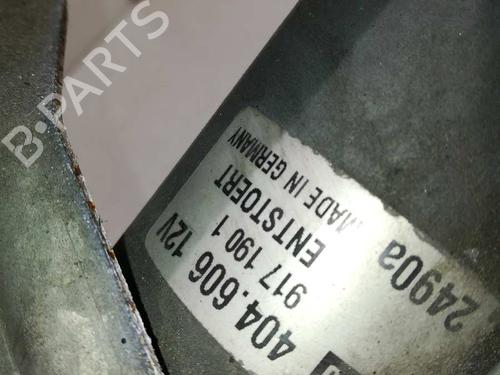 B-PARTS
404.606 12V
917 190 1
ENTSTOERT
MADE IN GERMANY
2490a